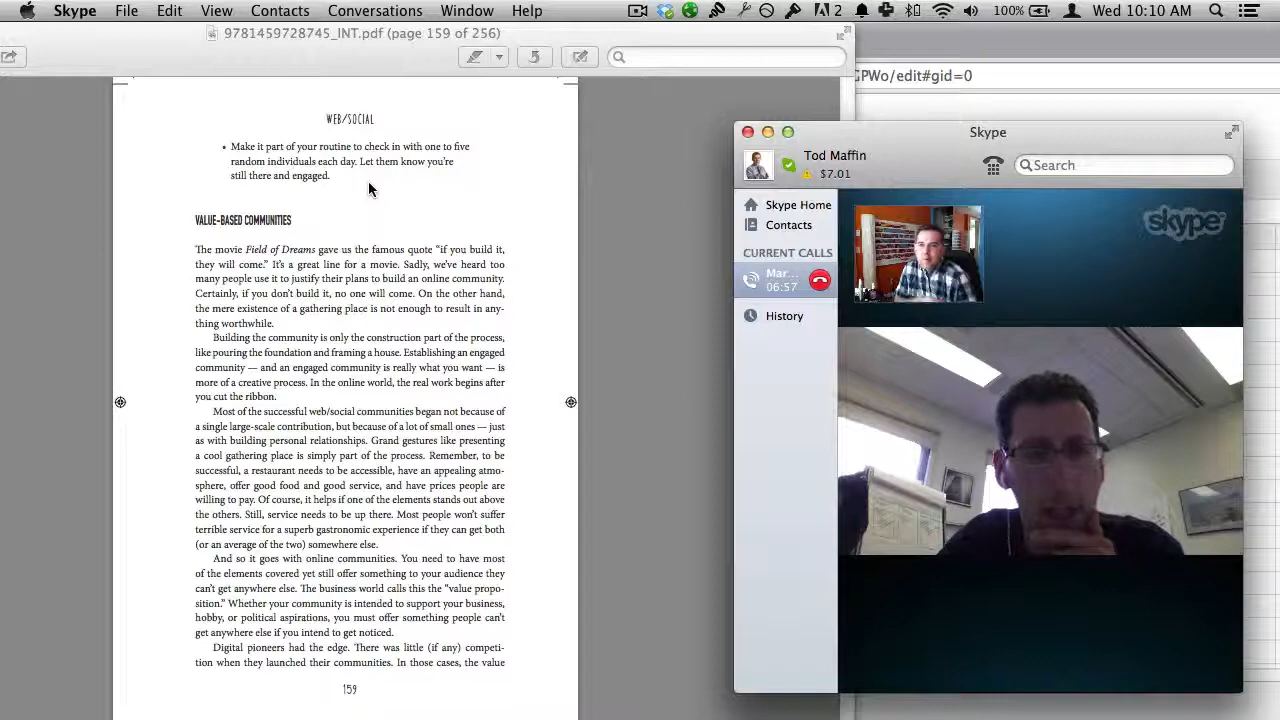 Skype File Edit View Contacts Conversations Window Help 2 100% Wed 10:10 AM
9781459728745_INT.pdf (page 159 of 256)
GPWo/edit#gid=0
WEB/SOCIAL
• Make it part of your routine to check in with one to five
random individuals each day. Let them know you're
still there and engaged.
VALUE-BASED COMMUNITIES
The movie Field of Dreams gave us the famous quote “if you build it,
they will come.” It's a great line for a movie. Sadly, we've heard too
many people use it to justify their plans to build an online community.
Certainly, if you don't build it, no one will come. On the other hand,
the mere existence of a gathering place is not enough to result in any-
thing worthwhile.
Building the community is only the construction part of the process,
like pouring the foundation and framing a house. Establishing an engaged
community — and an engaged community is really what you want — is
more of a creative process. In the online world, the real work begins after
you cut the ribbon.
Most of the successful web/social communities began not because of
a single large-scale contribution, but because of a lot of small ones — just
as with building personal relationships. Grand gestures like presenting
a cool gathering place is simply part of the process. Remember, to be
successful, a restaurant needs to be accessible, have an appealing atmo-
sphere, offer good food and good service, and have prices people are
willing to pay. Of course, it helps if one of the elements stands out above
the others. Still, service needs to be up there. Most people won't suffer
terrible service for a superb gastronomic experience if they can get both
(or an average of the two) somewhere else.
And so it goes with online communities. You need to have most
of the elements covered yet still offer something to your audience they
can't get anywhere else. The business world calls this the “value propo-
sition.” Whether your community is intended to support your business,
hobby, or political aspirations, you must offer something people can't
get anywhere else if you intend to get noticed.
Digital pioneers had the edge. There was little (if any) competi-
tion when they launched their communities. In those cases, the value
159
Skype
Tod Maffin
$7.01
Search
Skype Home
Contacts
CURRENT CALLS
Mar...
06:57
History
skype